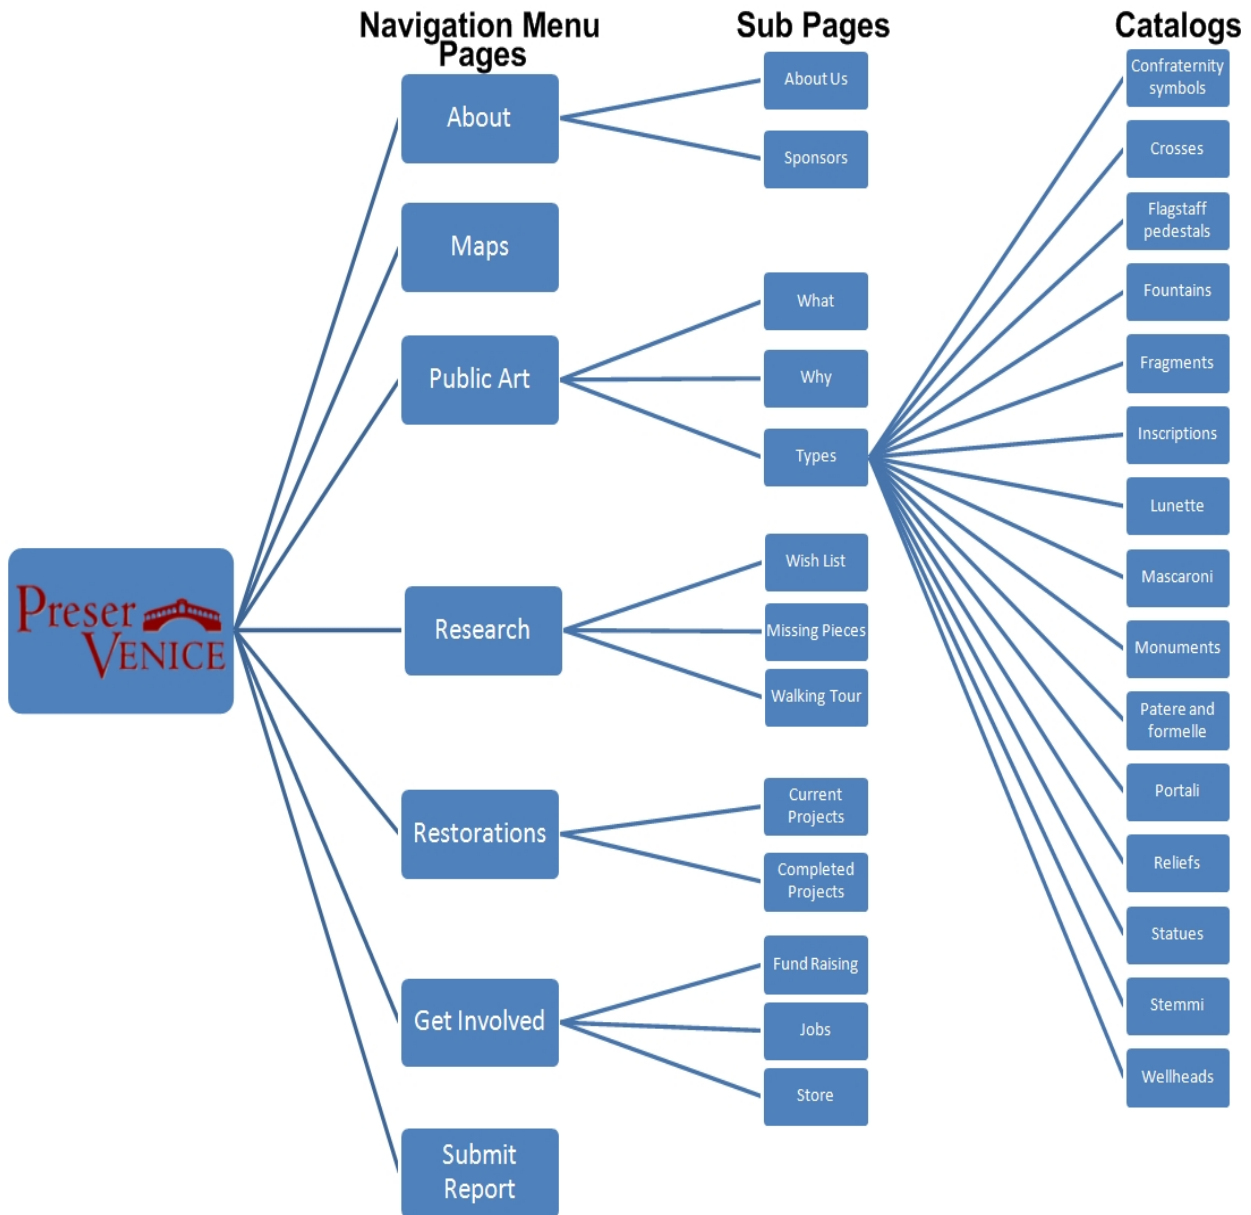 Navigation Menu
Pages
Sub Pages
Catalogs
Preser
VENICE
About
Maps
Public Art
Research
Restorations
Get Involved
Submit
Report
About Us
Sponsors
What
Why
Types
Wish List
Missing Pieces
Walking Tour
Current
Projects
Completed
Projects
Fund Raising
Jobs
Store
Confraternity
symbols
Crosses
Flagstaff
pedestals
Fountains
Fragments
Inscriptions
Lunette
Mascaroni
Monuments
Patere and
formelle
Portali
Reliefs
Statues
Stemmi
Wellheads